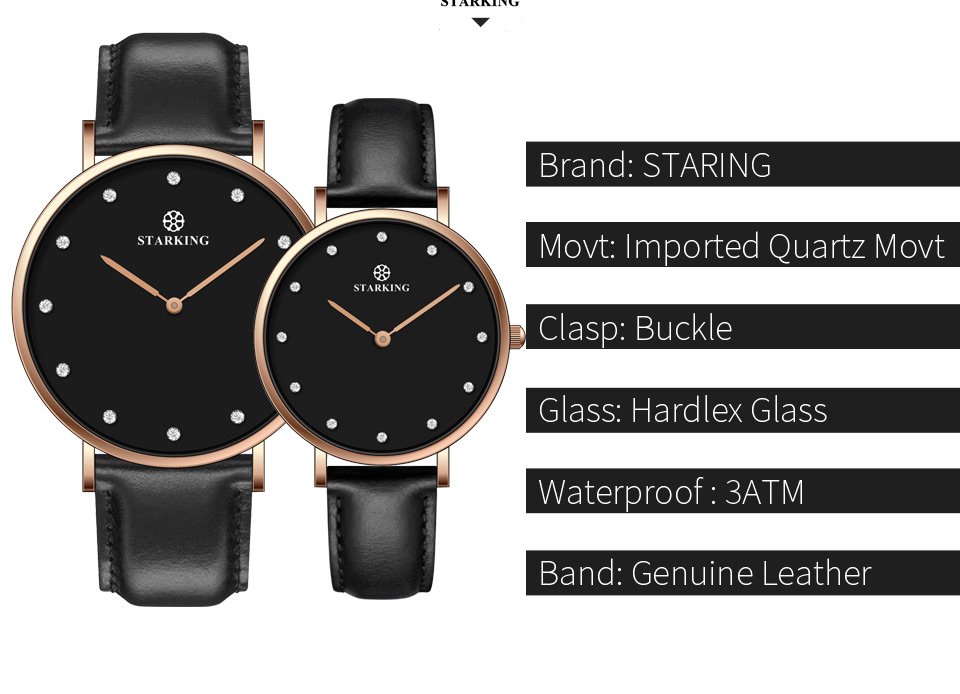 STARKING
STARKING
STARKING
Brand: STARING
Movt: Imported Quartz Movt
Clasp: Buckle
Glass: Hardlex Glass
Waterproof : 3ATM
Band: Genuine Leather